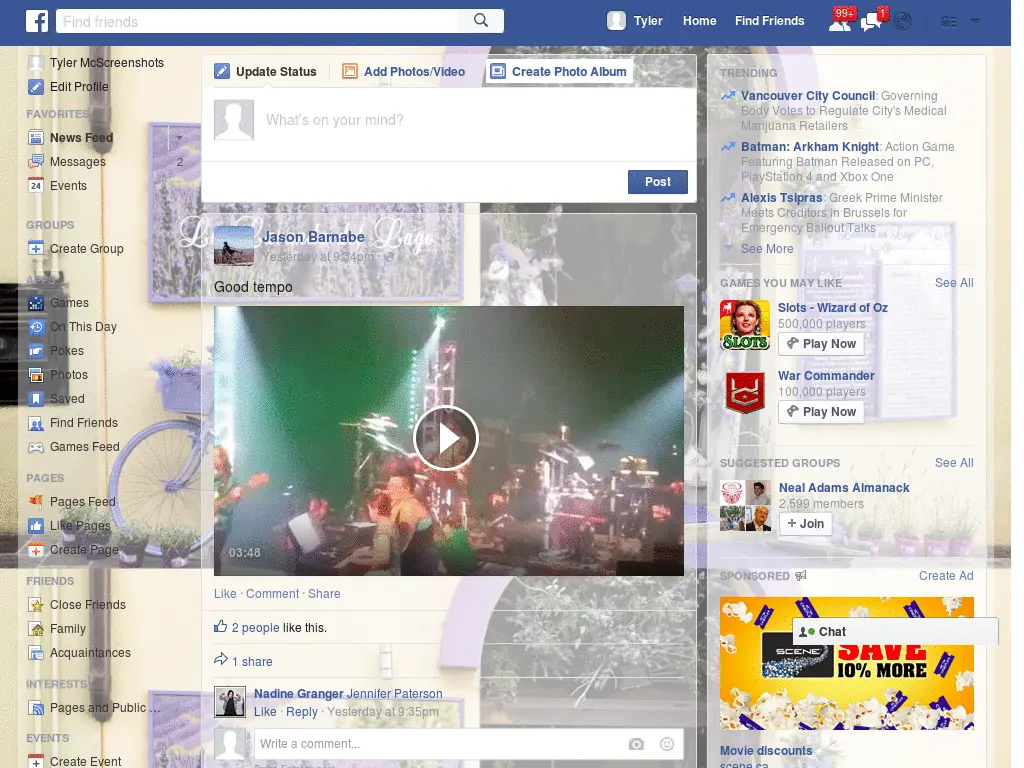 Find friends
Tyler
Home
Find Friends
99+
1
Tyler McScreenshots
Edit Profile
FAVORITES
News Feed
Messages
2
Events
24
GROUPS
Create Group
APPS
Games
On This Day
Pokes
Photos
Saved
Find Friends
Games Feed
PAGES
Pages Feed
Like Pages
Create Page
FRIENDS
Close Friends
Family
Acquaintances
INTERESTS
Pages and Public ...
EVENTS
Create Event
Update Status
Add Photos/Video
Create Photo Album
What's on your mind?
Post
Jason Barnabe
Lago
Yesterday at 9:34pm ·
Good tempo
03:48
Like · Comment · Share
2 people like this.
1 share
Nadine Granger Jennifer Paterson
Like · Reply · Yesterday at 9:35pm
Write a comment...
TRENDING
Vancouver City Council: Governing
Body Votes to Regulate City's Medical
Marijuana Retailers
Batman: Arkham Knight: Action Game
Featuring Batman Released on PC,
PlayStation 4 and Xbox One
Alexis Tsipras: Greek Prime Minister
Meets Creditors in Brussels for
Emergency Bailout Talks
See More
GAMES YOU MAY LIKE
See All
Slots - Wizard of Oz
500,000 players
Play Now
SLOTS
War Commander
100,000 players
Play Now
SUGGESTED GROUPS
See All
Neal Adams Almanack
2,599 members
+ Join
SPONSORED
Create Ad
Chat
SCENE
SAVE
10% MORE
Movie discounts
scene.ca